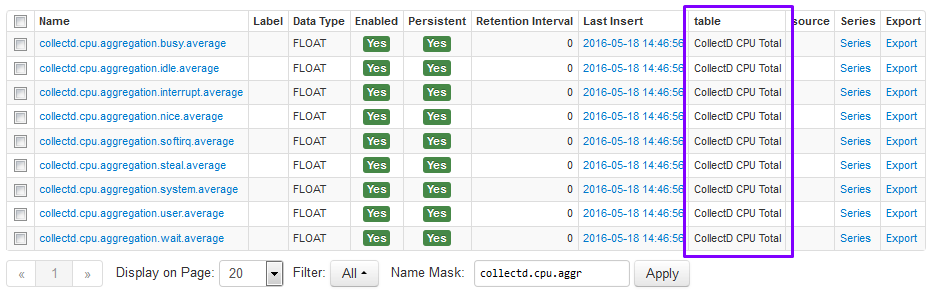 Name Label Data Type Enabled Persistent Retention Interval Last Insert table source Series Export
collectd.cpu.aggregation.busy.average FLOAT Yes Yes 0 2016-05-18 14:46:56 CollectD CPU Total Series Export
collectd.cpu.aggregation.idle.average FLOAT Yes Yes 0 2016-05-18 14:46:56 CollectD CPU Total Series Export
collectd.cpu.aggregation.interrupt.average FLOAT Yes Yes 0 2016-05-18 14:46:56 CollectD CPU Total Series Export
collectd.cpu.aggregation.nice.average FLOAT Yes Yes 0 2016-05-18 14:46:56 CollectD CPU Total Series Export
collectd.cpu.aggregation.softirq.average FLOAT Yes Yes 0 2016-05-18 14:46:56 CollectD CPU Total Series Export
collectd.cpu.aggregation.steal.average FLOAT Yes Yes 0 2016-05-18 14:46:56 CollectD CPU Total Series Export
collectd.cpu.aggregation.system.average FLOAT Yes Yes 0 2016-05-18 14:46:56 CollectD CPU Total Series Export
collectd.cpu.aggregation.user.average FLOAT Yes Yes 0 2016-05-18 14:46:56 CollectD CPU Total Series Export
collectd.cpu.aggregation.wait.average FLOAT Yes Yes 0 2016-05-18 14:46:56 CollectD CPU Total Series Export
« 1 » Display on Page: 20 Filter: All Name Mask: collectd.cpu.aggr Apply